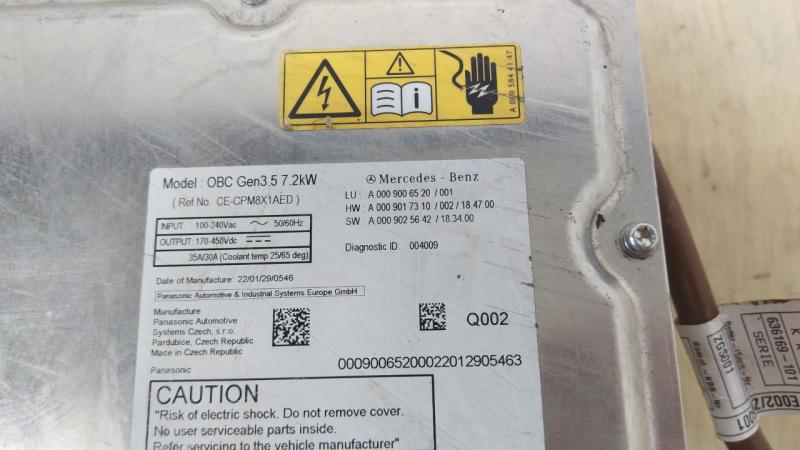 A 000 584 41 47
Model : OBC Gen3.5 7.2kW
( Ref No. CE-CPM8X1AED )
INPUT: 100-240Vac 50/60Hz
OUTPUT: 170-450Vdc
35A/30A (Coolant temp 25/65 deg)
Mercedes - Benz
LU : A 000 900 65 20 / 001
HW : A 000 901 73 10 / 002 / 18.47.00
SW : A 000 902 56 42 / 18.34.00
Diagnostic ID: 004009
Date of Manufacture : 22/01/29/0546
Panasonic Automotive & Industrial Systems Europe GmbH
Manufacture
Panasonic Automotive
Systems Czech, s.r.o.
Pardubice, Czech Republic
Made in Czech Republic
Panasonic
Q002
00090065200022012905463
CAUTION
"Risk of electric shock. Do not remove cover.
No user serviceable parts inside.
Refer servicing to the vehicle manufacturer"
636169-101
SERIE
ZGS001
E002/Z